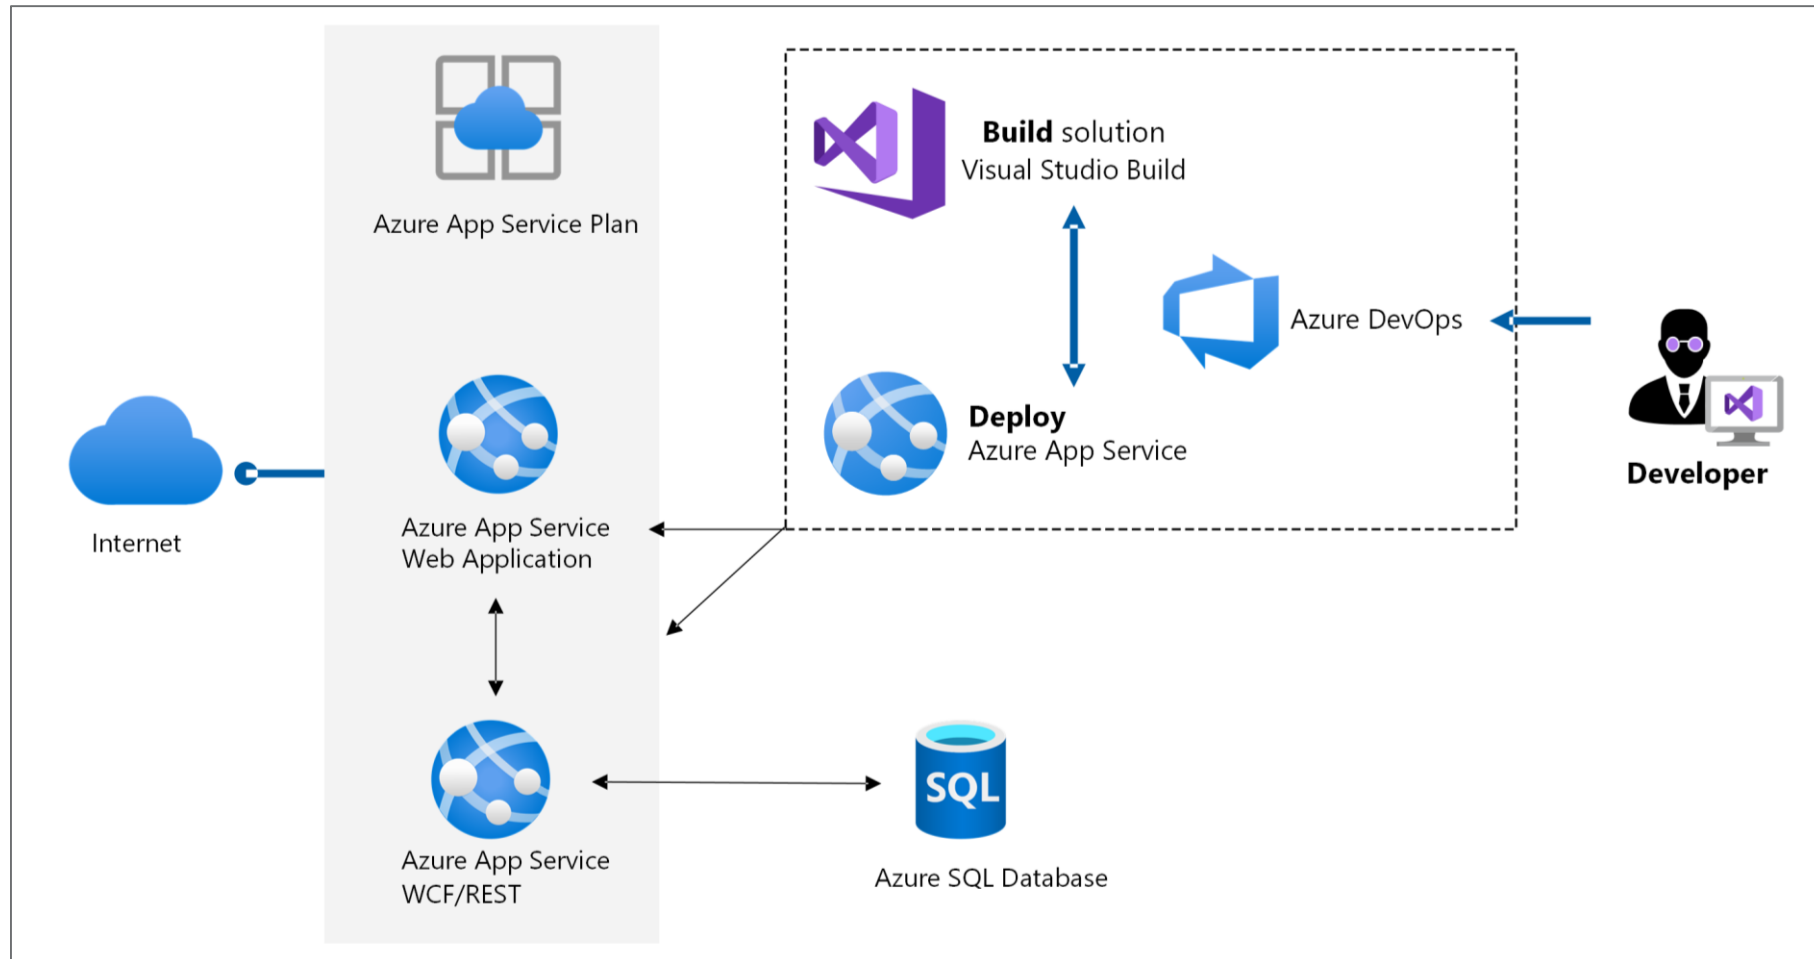 Azure App Service Plan
Internet
Azure App Service
Web Application
Azure App Service
WCF/REST
Build solution
Visual Studio Build
Azure DevOps
Deploy
Azure App Service
Developer
SQL
Azure SQL Database